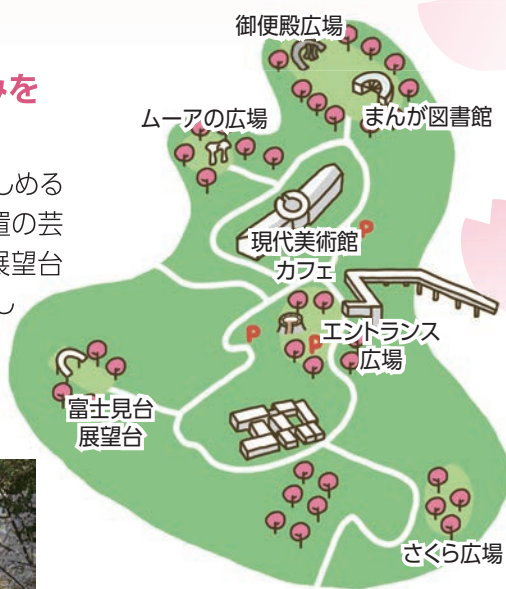 みを
しめる
置の芸
展望台
し
御便殿広場
まんが図書館
ムーアの広場
現代美術館
カフェ
P
エントランス
広場
P
P
富士見台
展望台
さくら広場